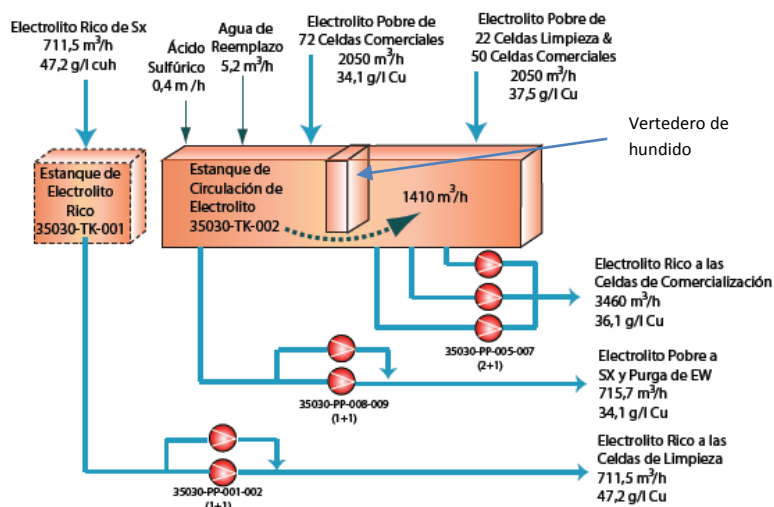 Electrolito Rico de Sx
711,5 m³/h
47,2 g/l cuh
Ácido
Sulfúrico
0,4 m /h
Agua de
Reemplazo
5,2 m³/h
Electrolito Pobre de
72 Celdas Comerciales
2050 m³/h
34,1 g/l Cu
Electrolito Pobre de
22 Celdas Limpieza &
50 Celdas Comerciales
2050 m³/h
37,5 g/l Cu
Vertedero de
hundido
Estanque de
Electrolito
Rico
35030-TK-001
Estanque de
Circulación de
Electrolito
35030-TK-002
1410 m³/h
Electrolito Rico a las
Celdas de Comercialización
3460 m³/h
36,1 g/l Cu
35030-PP-005-007
(2+1)
Electrolito Pobre a
SX y Purga de EW
715,7 m³/h
34,1 g/l Cu
35030-PP-008-009
(1+1)
Electrolito Rico a las
Celdas de Limpieza
711,5 m³/h
47,2 g/l Cu
35030-PP-001-002
(1+1)